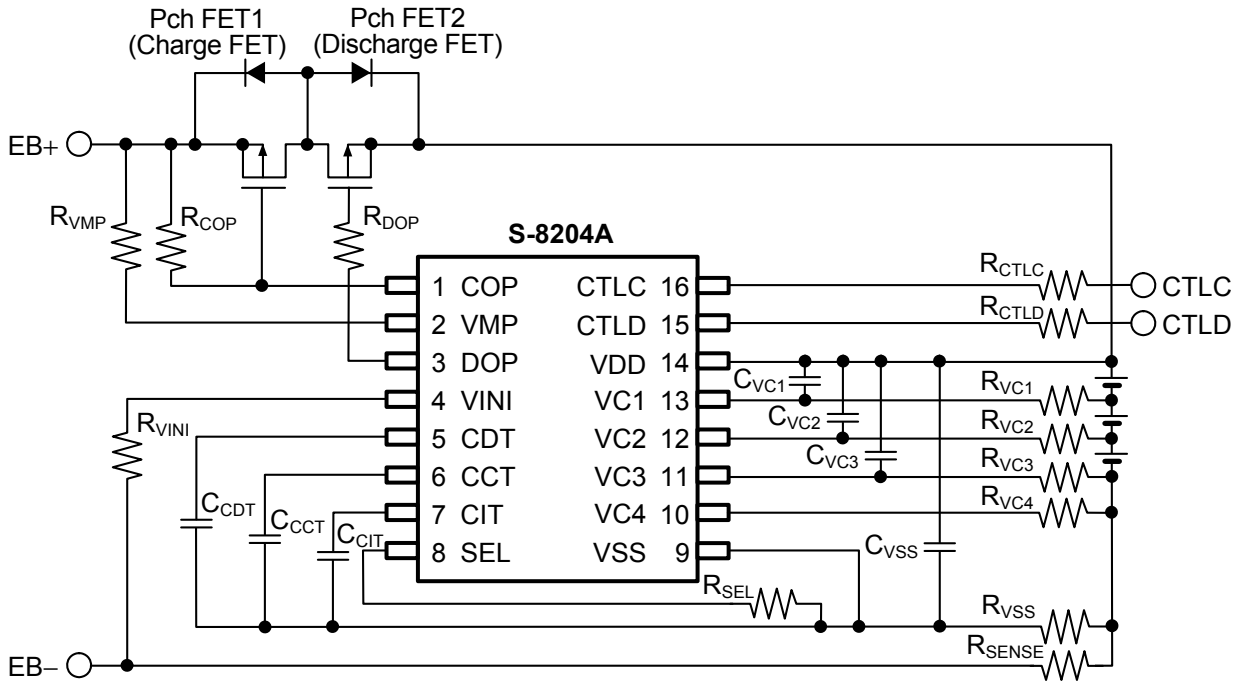 Pch FET1
(Charge FET)
Pch FET2
(Discharge FET)
EB+
RVMP
RCOP
RDOP
S-8204A
1 COP
2 VMP
3 DOP
4 VINI
5 CDT
6 CCT
7 CIT
8 SEL
CTLC 16
CTLD 15
VDD 14
VC1 13
VC2 12
VC3 11
VC4 10
VSS 9
RCTLC
CTLC
RCTLD
CTLD
CVC1
RVC1
CVC2
RVC2
CVC3
RVC3
RVC4
RVINI
CCDT
CCCT
CCIT
CVSS
RSEL
RVSS
RSENSE
EB−